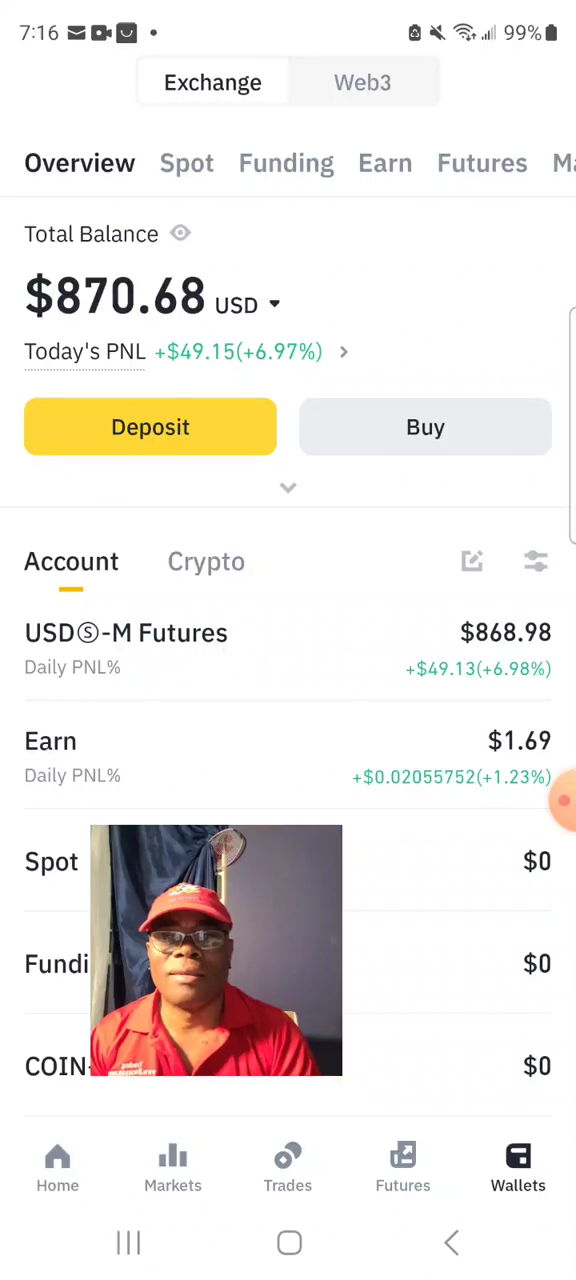 7:16 99%
Exchange Web3
Overview Spot Funding Earn Futures
Total Balance
$870.68 USD
Today's PNL +$49.15(+6.97%)
Deposit Buy
Account Crypto
USDⓈ-M Futures $868.98
Daily PNL% +$49.13(+6.98%)
Earn $1.69
Daily PNL% +$0.02055752(+1.23%)
Spot $0
Fundi $0
COIN- $0
Home Markets Trades Futures Wallets